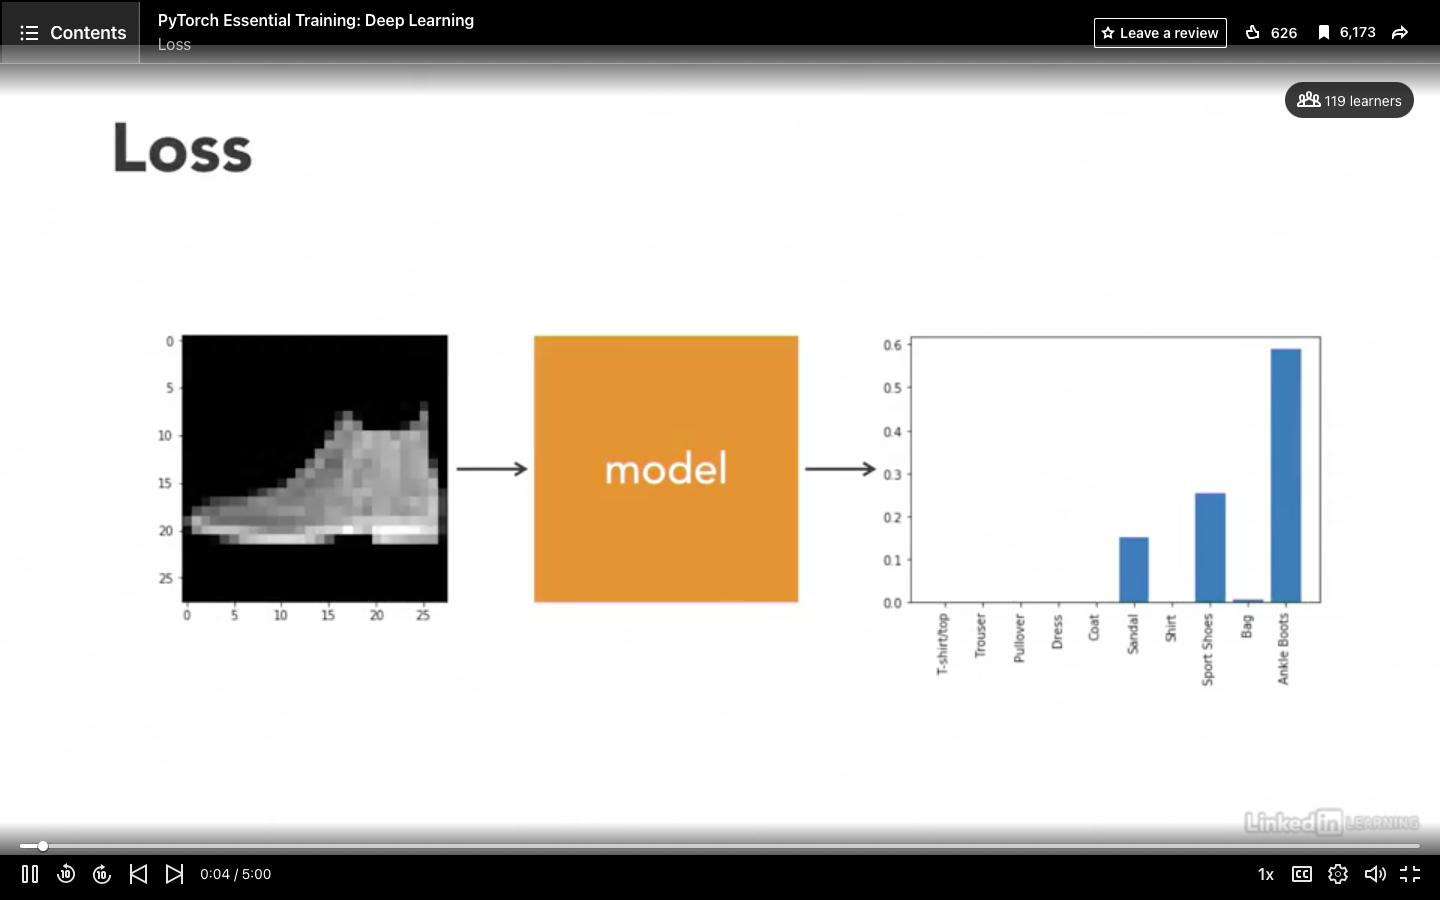 Contents
PyTorch Essential Training: Deep Learning
Loss
Leave a review
626
6,173
119 learners
Loss
0
5
10
15
20
25
0 5 10 15 20 25
model
0.6
0.5
0.4
0.3
0.2
0.1
0.0
T-shirt/top
Trouser
Pullover
Dress
Coat
Sandal
Shirt
Sport Shoes
Bag
Ankle Boots
LinkedIn LEARNING
10
10
0:04 / 5:00
1x
CC